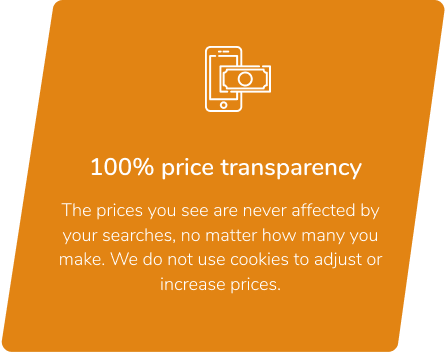 100% price transparency
The prices you see are never affected by
your searches, no matter how many you
make. We do not use cookies to adjust or
increase prices.